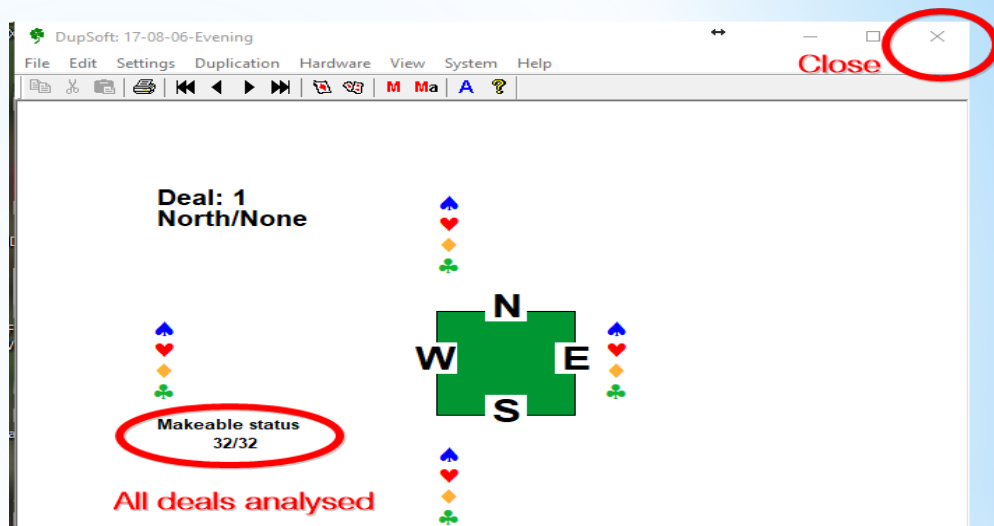 DupSoft: 17-08-06-Evening
File Edit Settings Duplication Hardware View System Help
Close
M Ma A ?
Deal: 1
North/None
N
W E
S
Makeable status
32/32
All deals analysed